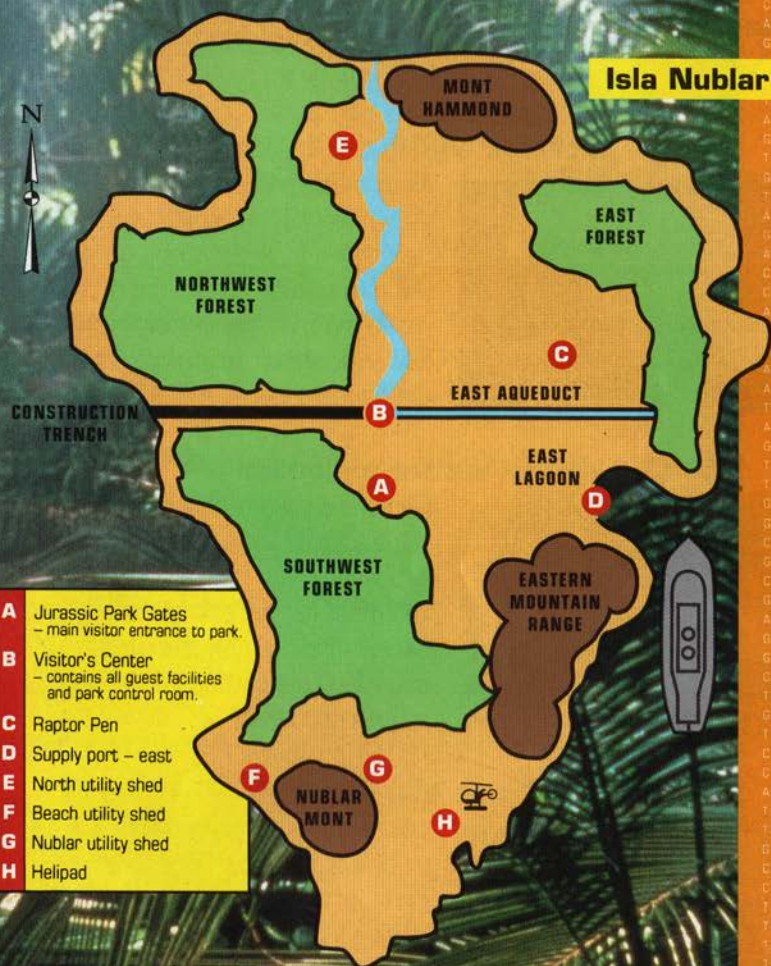 Isla Nublar
N
MONT
HAMMOND
E
EAST
FOREST
NORTHWEST
FOREST
C
EAST AQUEDUCT
B
CONSTRUCTION
TRENCH
A
EAST
LAGOON
D
SOUTHWEST
FOREST
EASTERN
MOUNTAIN
RANGE
F
G
NUBLAR
MONT
H
A Jurassic Park Gates
– main visitor entrance to park.
B Visitor's Center
– contains all guest facilities
and park control room.
C Raptor Pen
D Supply port – east
E North utility shed
F Beach utility shed
G Nublar utility shed
H Helipad